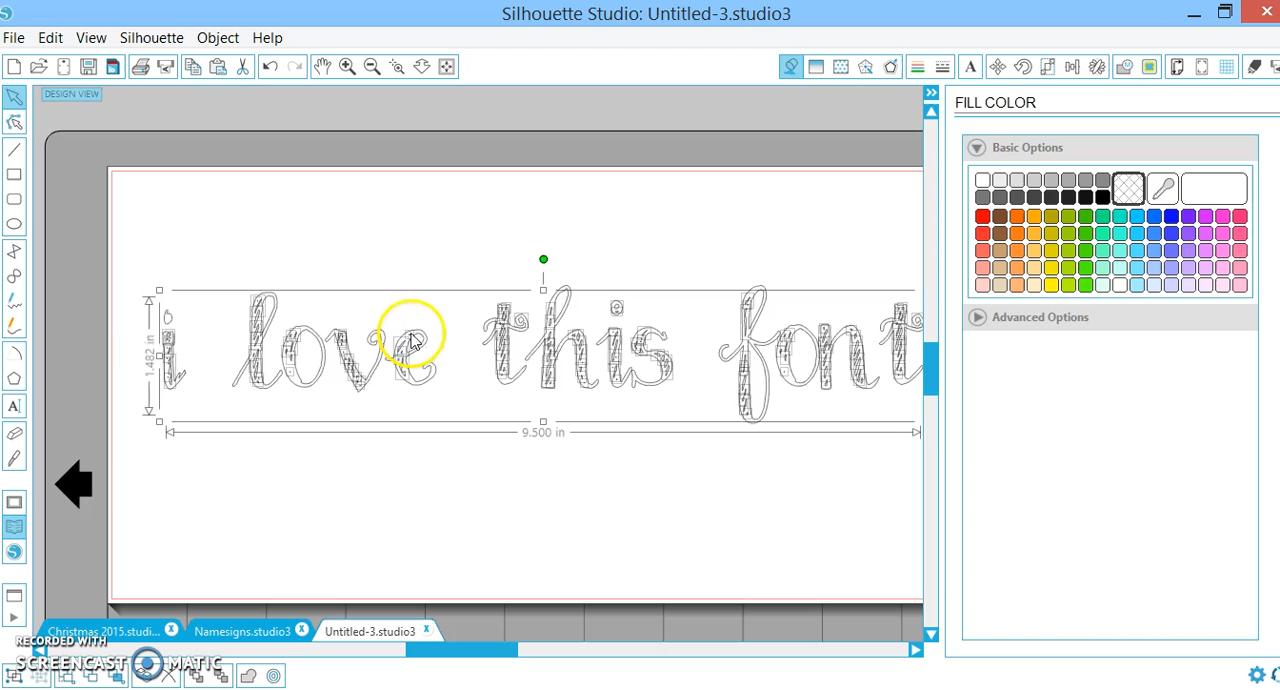 Silhouette Studio: Untitled-3.studio3
File Edit View Silhouette Object Help
DESIGN VIEW
FILL COLOR
Basic Options
Advanced Options
1.482 in
i love this font
9.500 in
Christmas 2015.studi... Namesigns.studio3 Untitled-3.studio3
RECORDED WITH
SCREENCAST MATIC